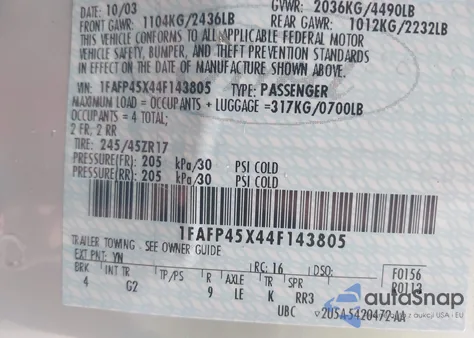 DATE: 10/03 GVWR: 2036KG/4490LB
FRONT GAWR: 1104KG/2436LB REAR GAWR: 1012KG/2232LB
THIS VEHICLE CONFORMS TO ALL APPLICABLE FEDERAL MOTOR
VEHICLE SAFETY, BUMPER, AND THEFT PREVENTION STANDARDS
IN EFFECT ON THE DATE OF MANUFACTURE SHOWN ABOVE.
VIN: 1FAFP45X44F143805 TYPE: PASSENGER
MAXIMUM LOAD = OCCUPANTS + LUGGAGE =317KG/0700LB
OCCUPANTS = 4 TOTAL;
2 FR, 2 RR
TIRE: 245/45ZR17
PRESSURE(FR) 205 kPa/30 PSI COLD
PRESSURE(RR) 205 kPa/30 PSI COLD
1FAFP45X44F143805
TRAILER TOWING - SEE OWNER GUIDE
EXT PNT: YN RC: 16 DSO: F0156
BRK INT TR TP/PS R AXLE TR SPR R0113
4 G2 9 LE K RR3
UBC
autoSnap
z aukcji USA - EU